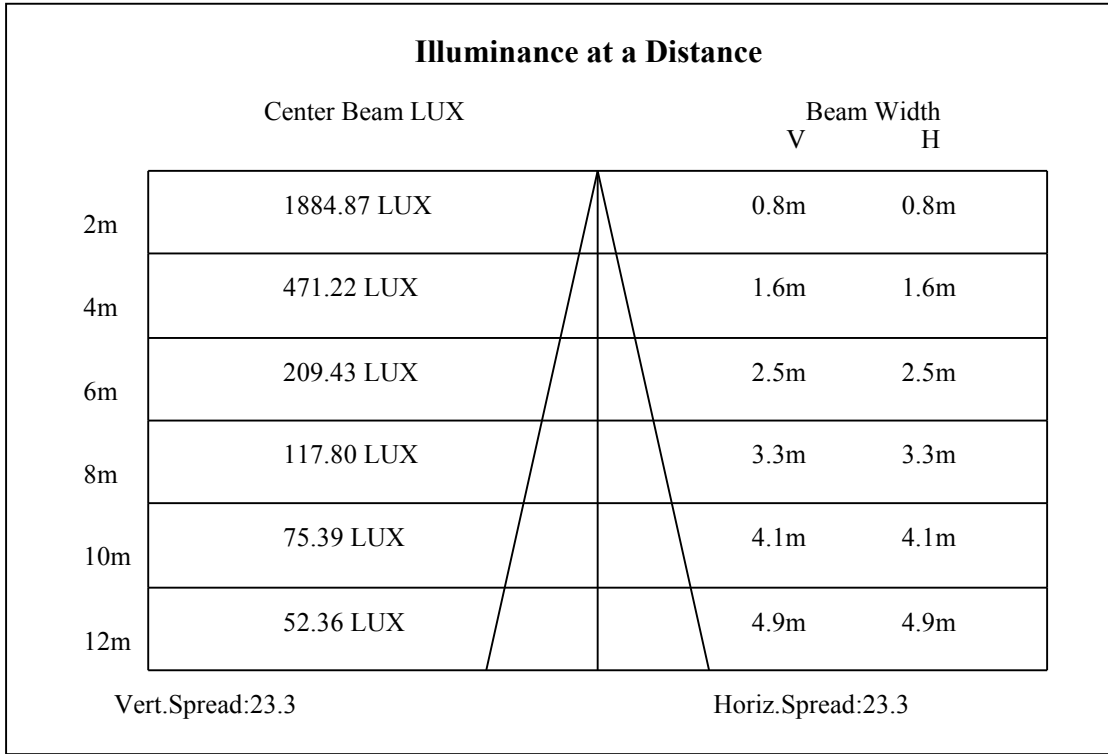 Illuminance at a Distance
Center Beam LUX Beam Width
V H
2m 1884.87 LUX 0.8m 0.8m
4m 471.22 LUX 1.6m 1.6m
6m 209.43 LUX 2.5m 2.5m
8m 117.80 LUX 3.3m 3.3m
10m 75.39 LUX 4.1m 4.1m
12m 52.36 LUX 4.9m 4.9m
Vert.Spread:23.3 Horiz.Spread:23.3